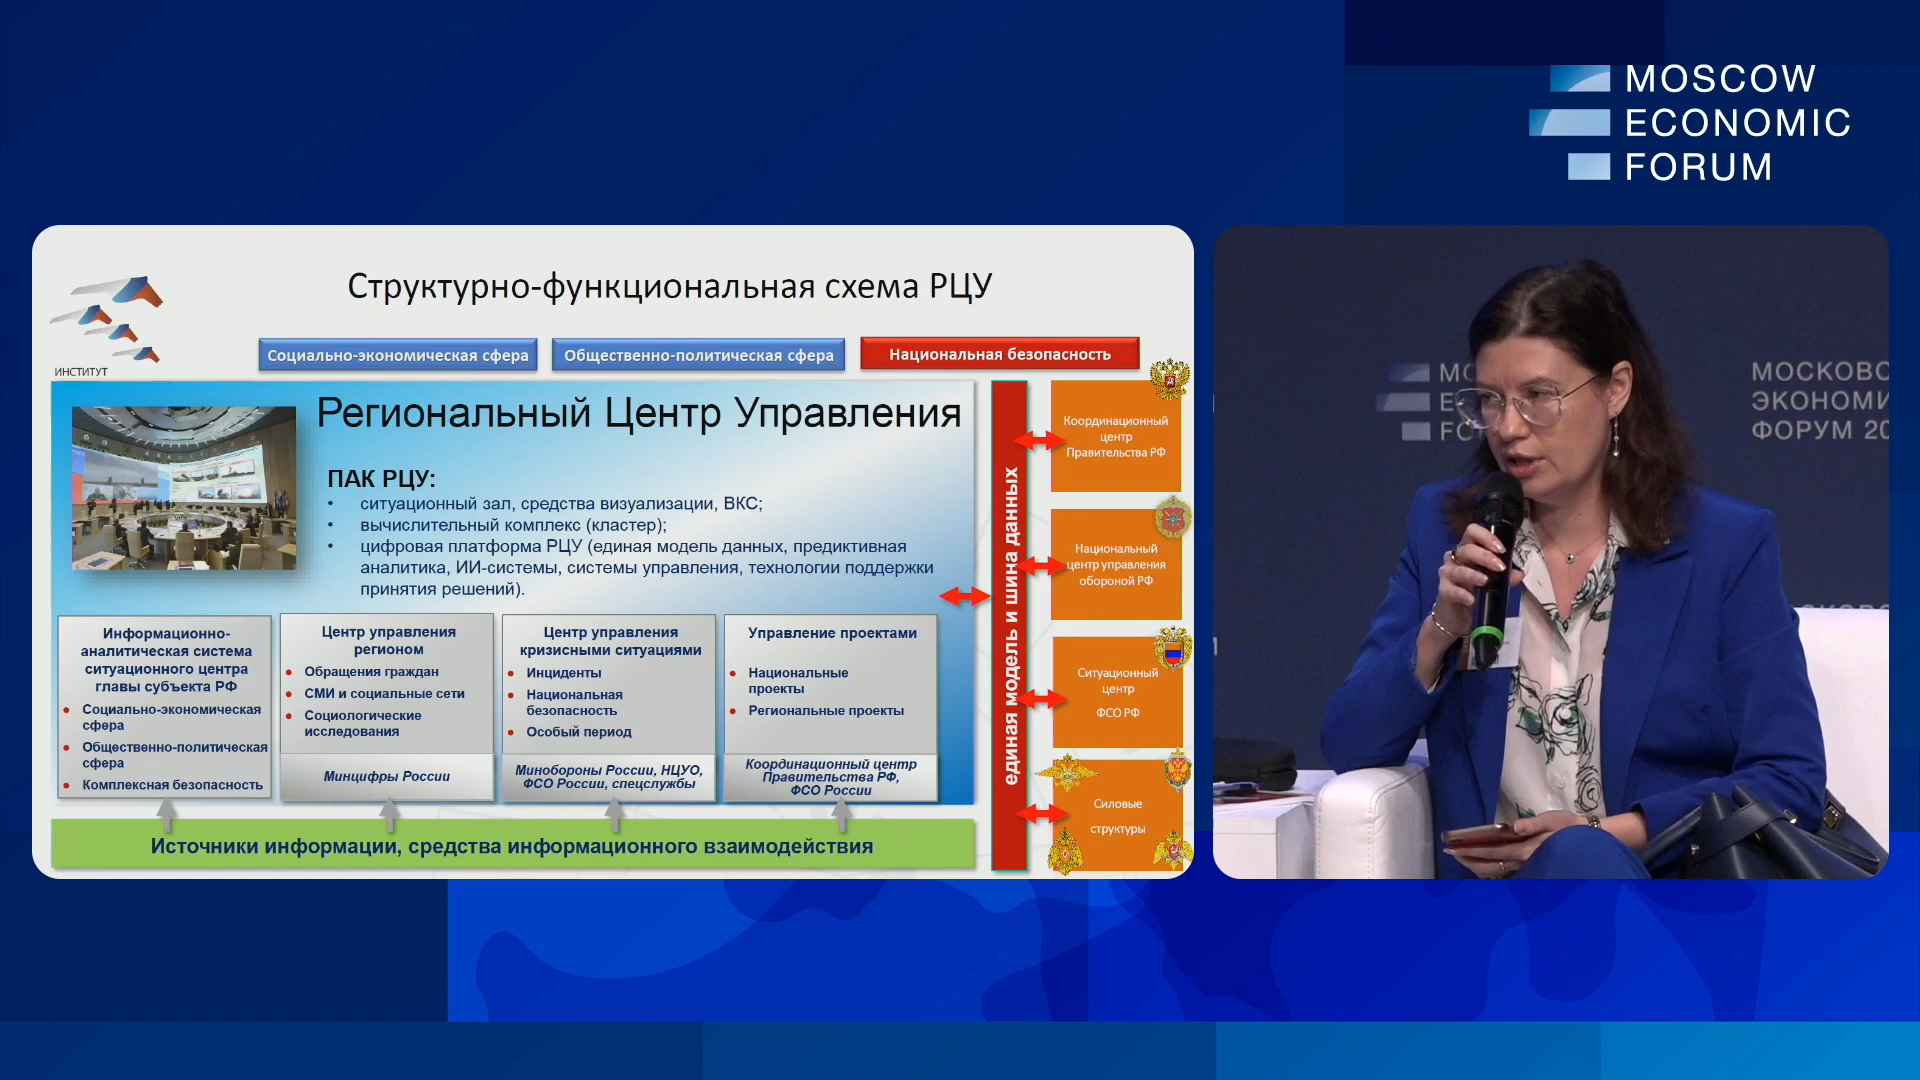 MOSCOW
ECONOMIC
FORUM
Структурно-функциональная схема РЦУ
ИНСТИТУТ
Социально-экономическая сфера
Общественно-политическая сфера
Национальная безопасность
Региональный Центр Управления
ПАК РЦУ:
• ситуационный зал, средства визуализации, ВКС;
• вычислительный комплекс (кластер);
• цифровая платформа РЦУ (единая модель данных, предиктивная
аналитика, ИИ-системы, системы управления, технологии поддержки
принятия решений).
Информационно-
аналитическая система
ситуационного центра
главы субъекта РФ
• Социально-экономическая
сфера
• Общественно-политическая
сфера
• Комплексная безопасность
Центр управления
регионом
• Обращения граждан
• СМИ и социальные сети
• Социологические
исследования
Минцифры России
Центр управления
кризисными ситуациями
• Инциденты
• Национальная
безопасность
• Особый период
Минобороны России, НЦУО,
ФСО России, спецслужбы
Управление проектами
• Национальные
проекты
• Региональные проекты
Координационный центр
Правительства РФ,
ФСО России
Источники информации, средства информационного взаимодействия
единая модель и шина данных
Координационный
центр
Правительства РФ
Национальный
центр управления
обороной РФ
Ситуационный
центр
ФСО РФ
Силовые
структуры
МОСКОВС
ЭКОНОМИ
ФОРУМ 20